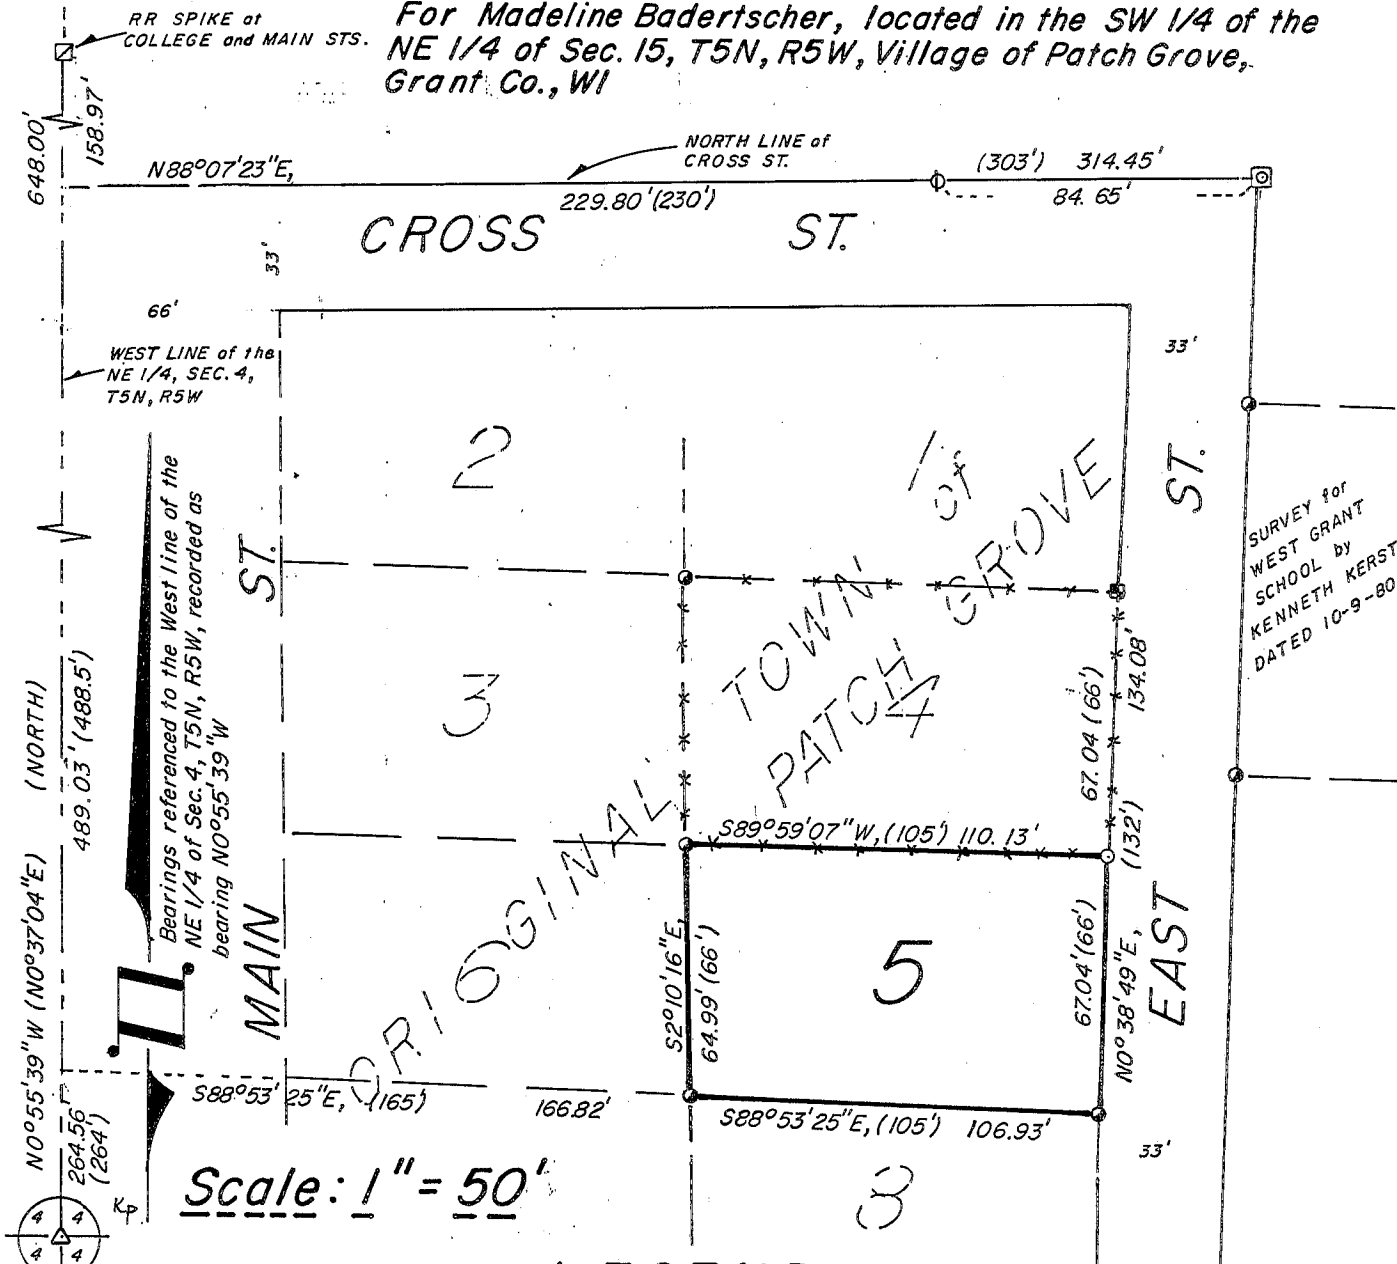 For Madeline Badertscher, located in the SW 1/4 of the
NE 1/4 of Sec. 15, T5N, R5W, Village of Patch Grove,
Grant Co., WI
RR SPIKE at
COLLEGE and MAIN STS.
648.00'
158.97'
NORTH LINE of
CROSS ST.
N88°07'23"E,
229.80'(230')
(303') 314.45'
84.65'
CROSS ST.
33'
66'
33'
WEST LINE of the
NE 1/4, SEC. 4,
T5N, R5W
2
1
ORIGGINAL TOWN of
PATCH GROVE
ST.
ST.
SURVEY for
WEST GRANT
SCHOOL by
KENNETH KERST
DATED 10-9-80
Bearings referenced to the West line of the
NE 1/4 of Sec. 4, T5N, R5W, recorded as
bearing N0°55'39"W
3
4
67.04 (66')
134.08'
(132')
(NORTH)
489.03' (488.5')
N0°55'39"W (N0°37'04"E)
S89°59'07"W, (105') 110.13'
MAIN
6
5
EAST
S2°10'16"E,
64.99' (66')
67.04' (66')
N0°38'49"E,
S88°53'25"E, (165') 166.82'
S88°53'25"E, (105') 106.93'
264.56'
(264')
33'
Scale: 1" = 50'
8
Kp
4 4
4 4